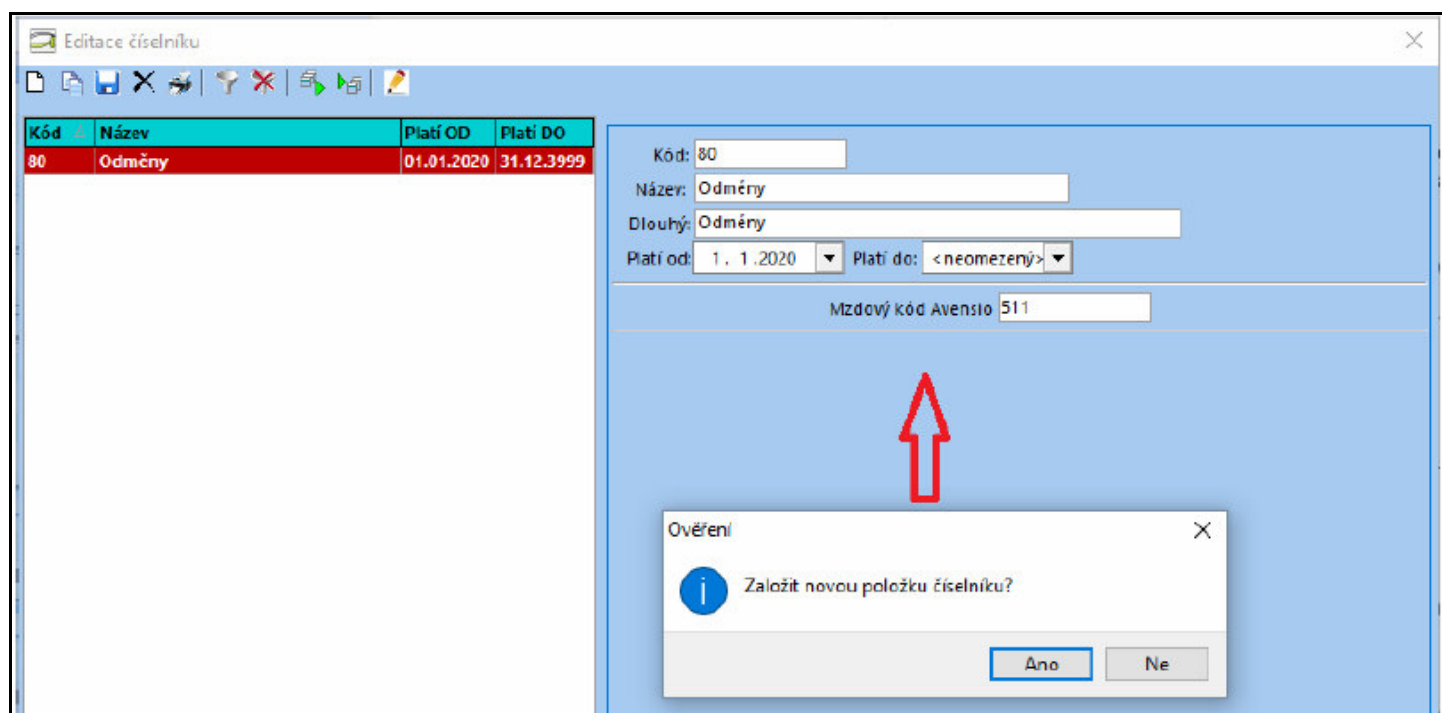 Editace číselníku
Kód Název Platí OD Platí DO
80 Odměny 01.01.2020 31.12.3999
Kód: 80
Název: Odměny
Dlouhý: Odměny
Platí od: 1. 1.2020 Platí do: <neomezený>
Mzdový kód Avensio 511
Ověření
Založit novou položku číselníku?
Ano Ne